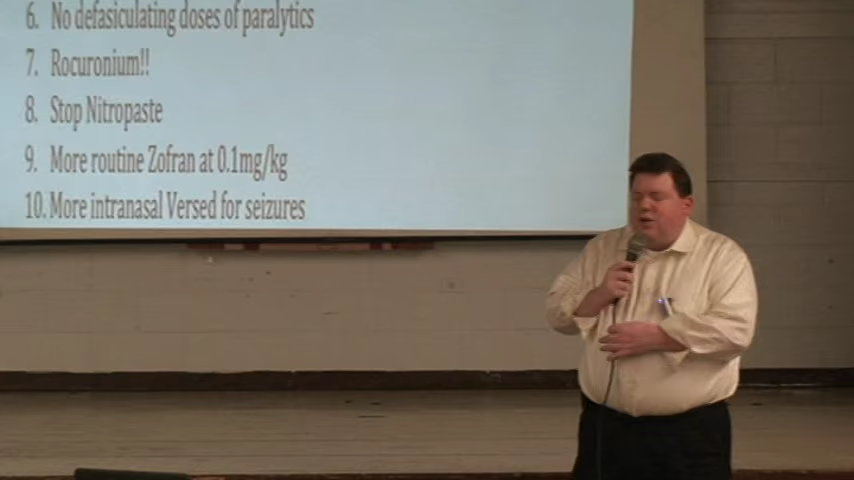 6. No defasiculating doses of paralytics
7. Rocuronium!!
8. Stop Nitropaste
9. More routine Zofran at 0.1mg/kg
10. More intranasal Versed for seizures